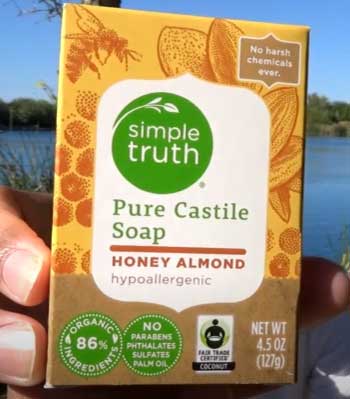 No harsh
chemicals
ever.
simple
truth®
Pure Castile
Soap
HONEY ALMOND
hypoallergenic
ORGANIC
86%
INGREDIENTS
NO
PARABENS
PHTHALATES
SULFATES
PALM OIL
FAIR TRADE
CERTIFIED
COCONUT
NET WT
4.5 OZ
(127g)